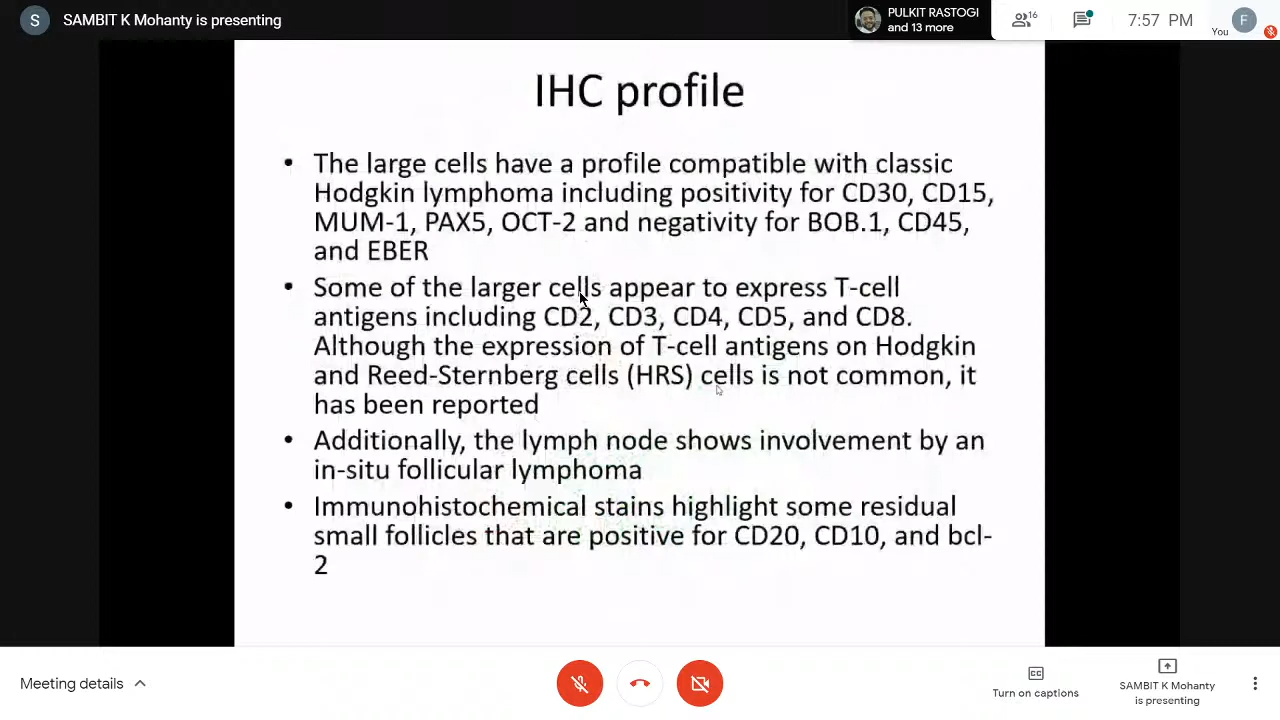 S SAMBIT K Mohanty is presenting
PULKIT RASTOGI
and 13 more
16
7:57 PM
You
F
IHC profile
• The large cells have a profile compatible with classic
Hodgkin lymphoma including positivity for CD30, CD15,
MUM-1, PAX5, OCT-2 and negativity for BOB.1, CD45,
and EBER
• Some of the larger cells appear to express T-cell
antigens including CD2, CD3, CD4, CD5, and CD8.
Although the expression of T-cell antigens on Hodgkin
and Reed-Sternberg cells (HRS) cells is not common, it
has been reported
• Additionally, the lymph node shows involvement by an
in-situ follicular lymphoma
• Immunohistochemical stains highlight some residual
small follicles that are positive for CD20, CD10, and bcl-
2
Meeting details
CC
Turn on captions
SAMBIT K Mohanty
is presenting